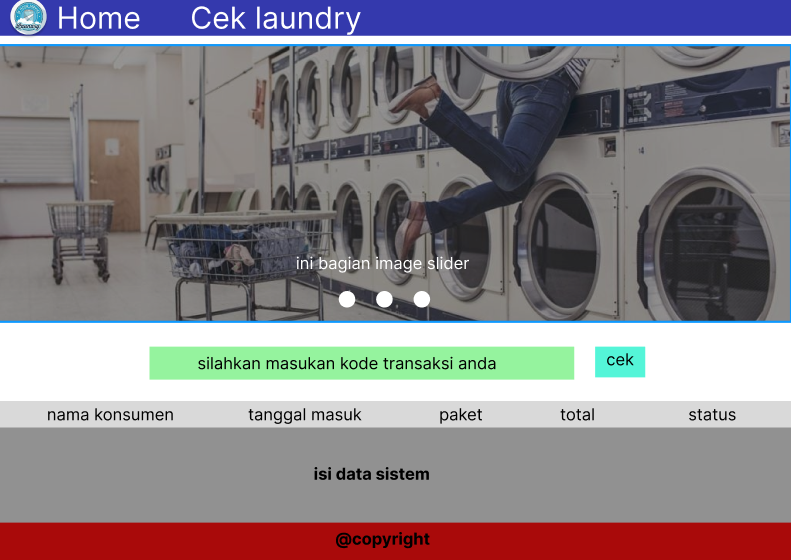 Home Cek laundry
ini bagian image slider
silahkan masukan kode transaksi anda cek
nama konsumen tanggal masuk paket total status
isi data sistem
@copyright